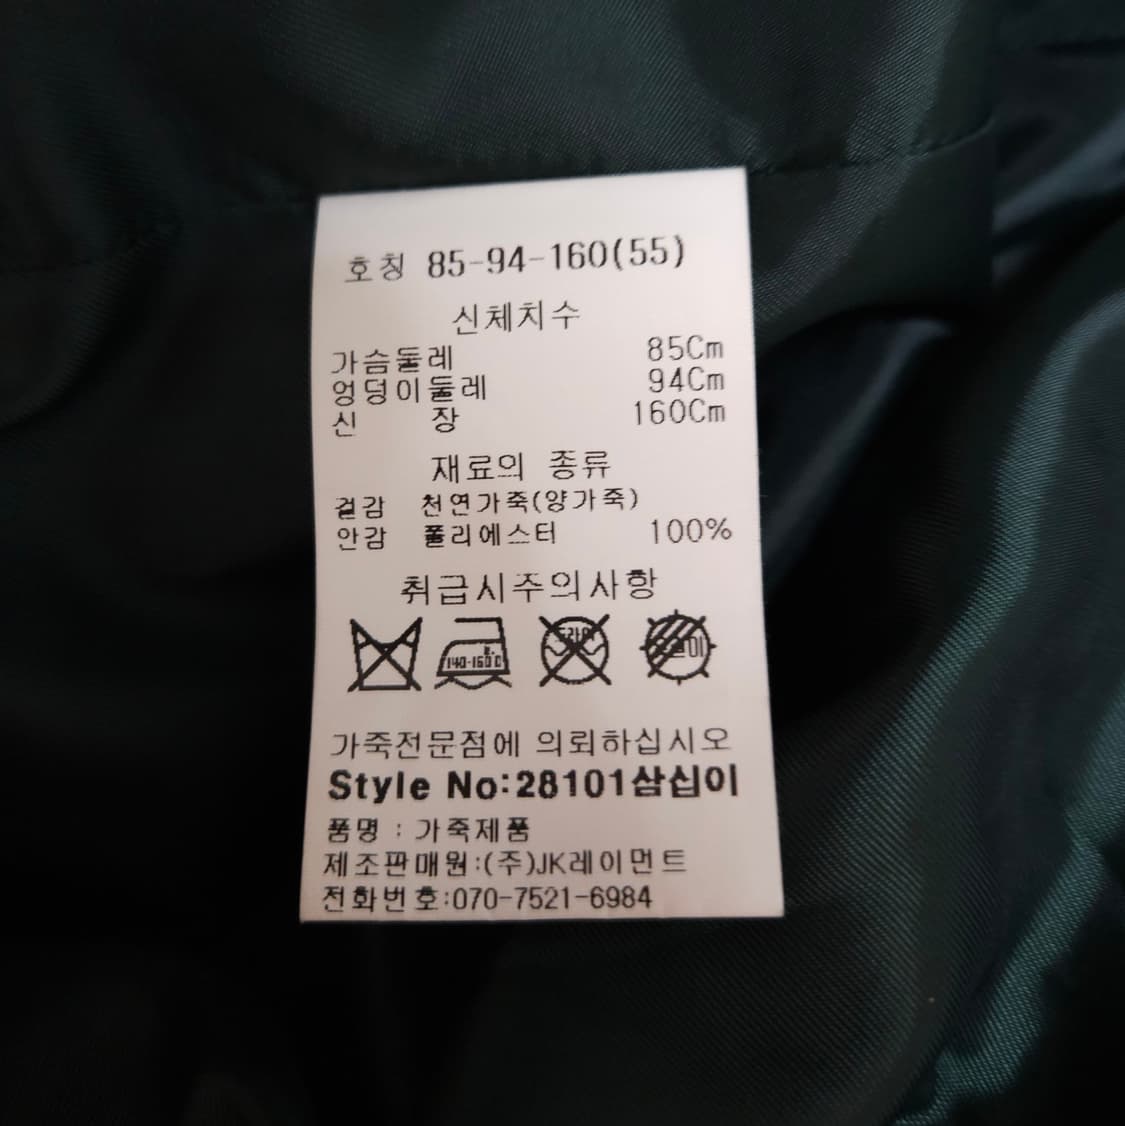 호칭 85-94-160(55)
신체치수
가슴둘레 85Cm
엉덩이둘레 94Cm
신 장 160Cm
재료의 종류
겉감 천연가죽(양가죽)
안감 폴리에스터 100%
취급시주의사항
140-160℃ 드라이
가죽전문점에 의뢰하십시오
Style No:28101삼십이
품명 : 가죽제품
제조판매원:(주)JK레이먼트
전화번호:070-7521-6984